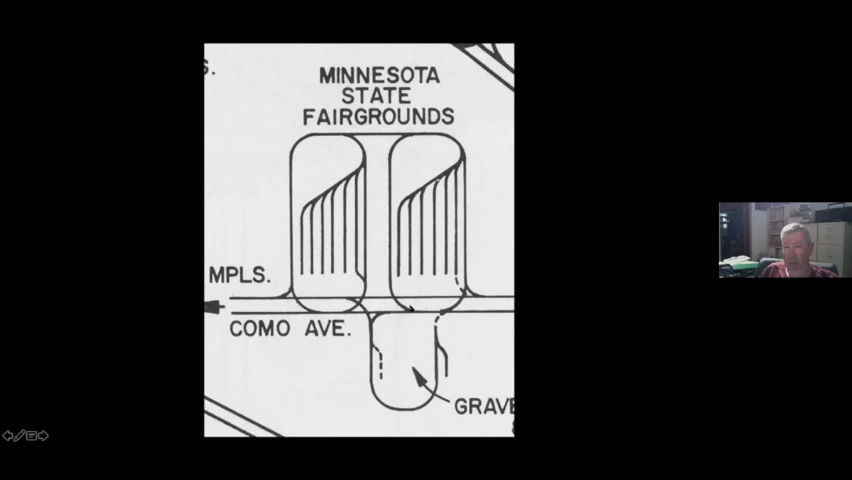 S.
MINNESOTA
STATE
FAIRGROUNDS
MPLS.
COMO AVE.
GRAVE